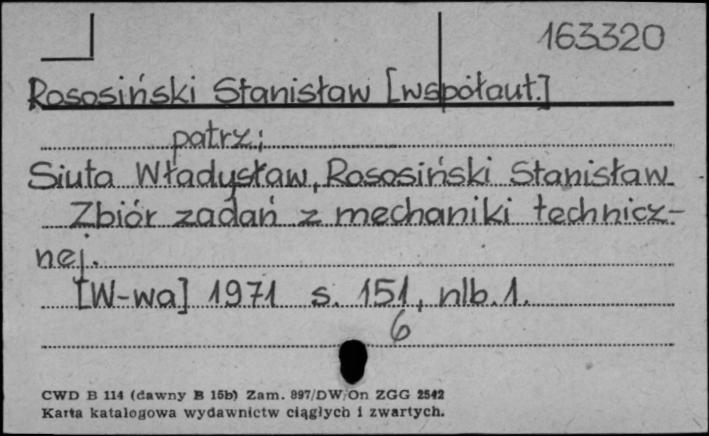 163320
Rososiński Stanisław [współaut.]
patrz:
Siuta Władysław, Rososiński Stanisław
Zbiór zadań z mechaniki technicz-
nej.
[W-wa] 1971 s. 151, nlb. 1.
6
CWD B 114 (dawny B 15b) Zam. 897/DW/On ZGG 2542
Karta katalogowa wydawnictw ciągłych i zwartych.